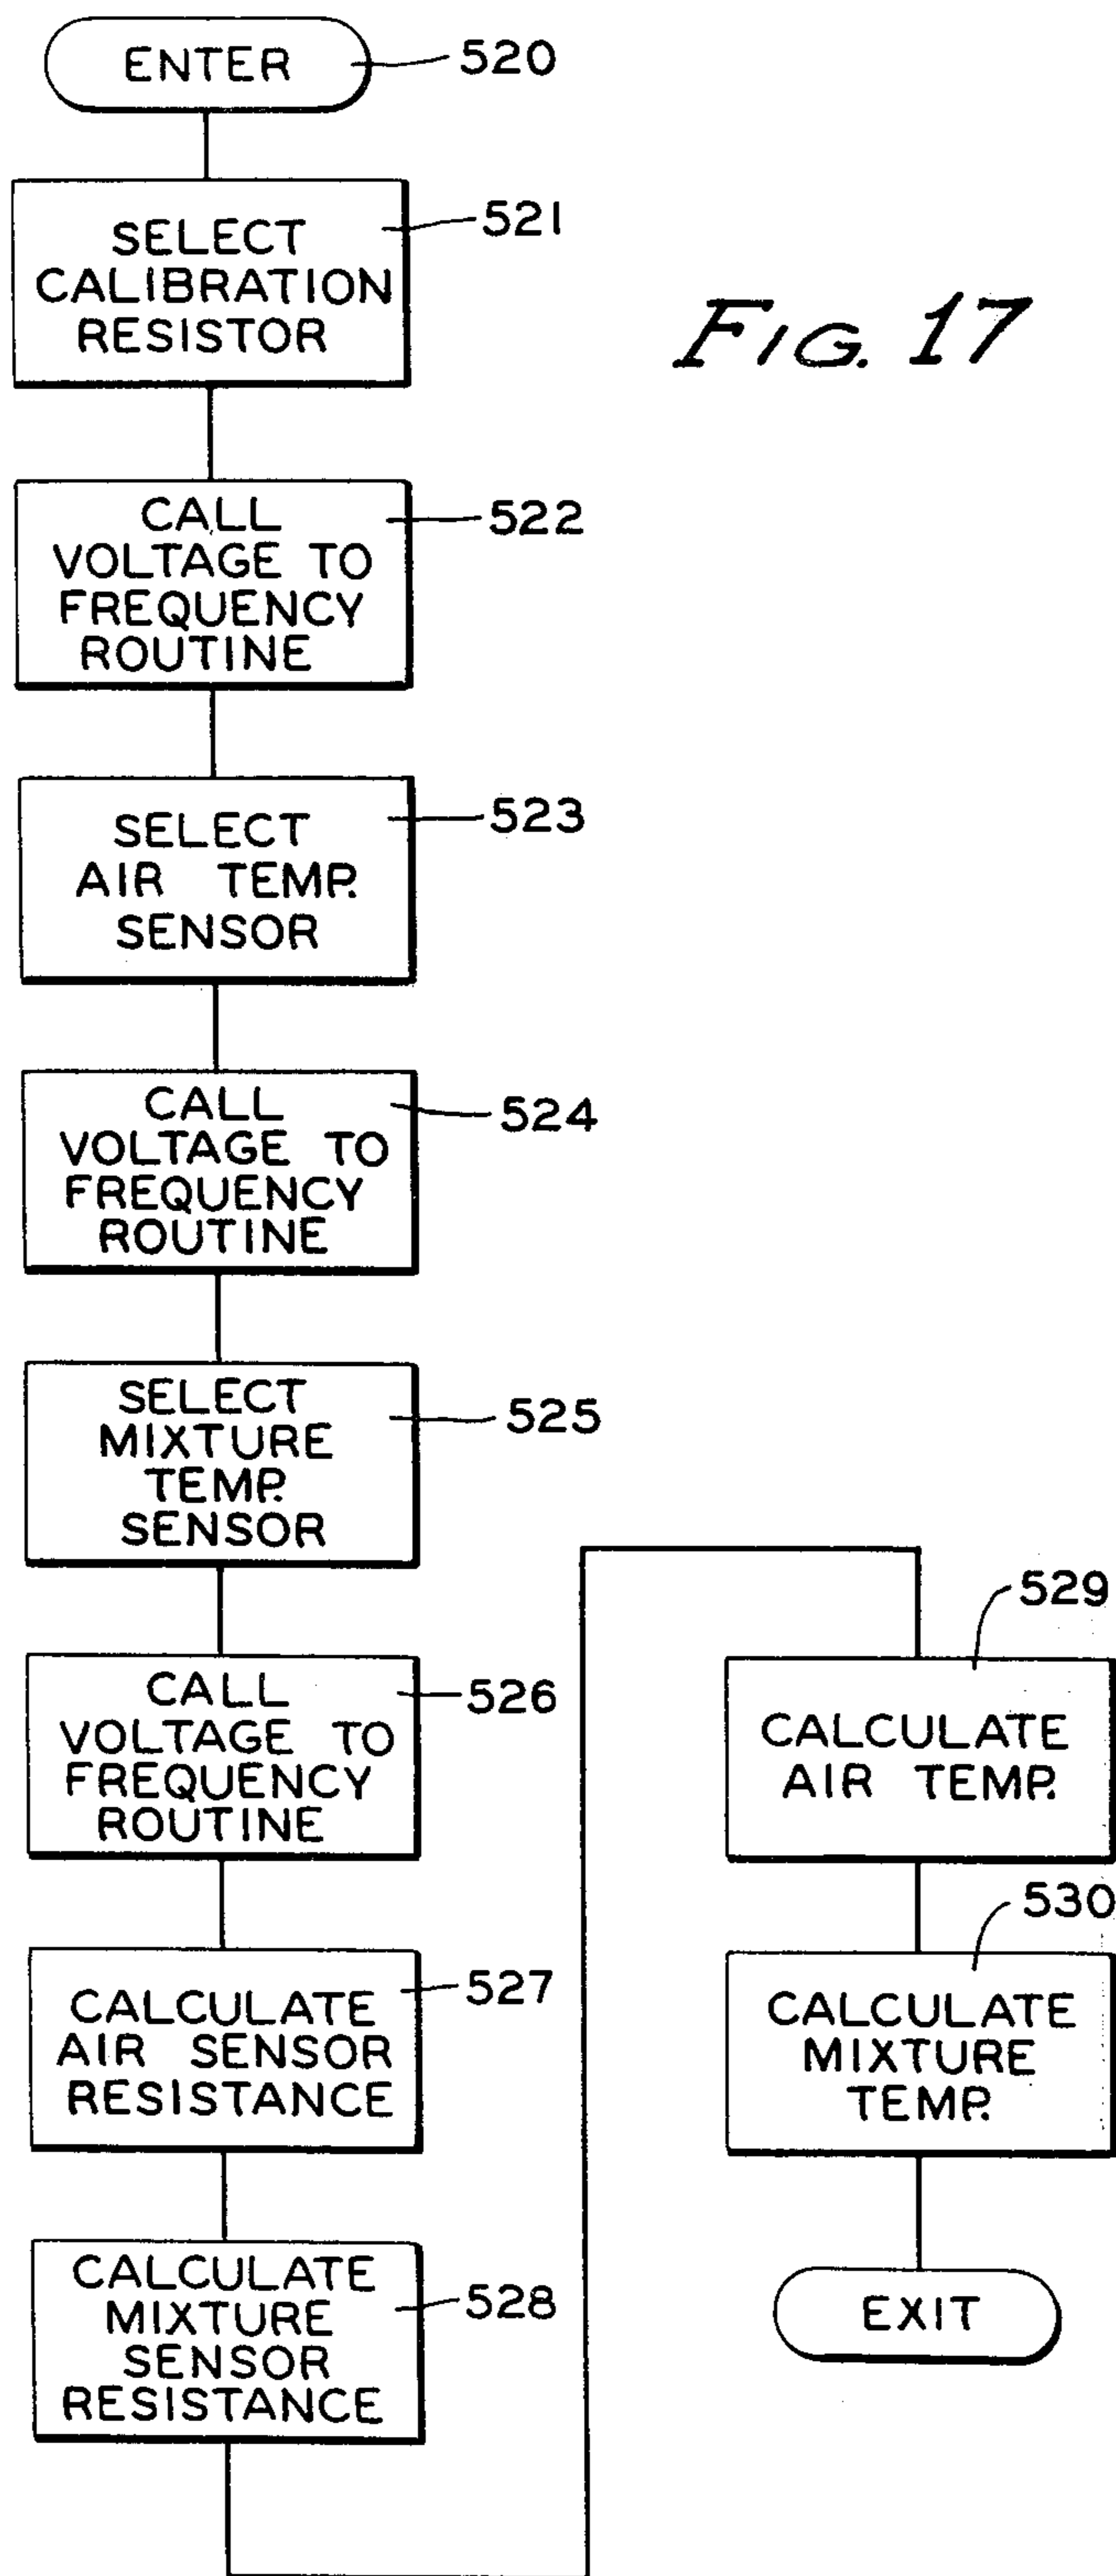 ENTER
520
SELECT
CALIBRATION
RESISTOR
521
FIG. 17
CALL
VOLTAGE TO
FREQUENCY
ROUTINE
522
SELECT
AIR TEMP.
SENSOR
523
CALL
VOLTAGE TO
FREQUENCY
ROUTINE
524
SELECT
MIXTURE
TEMP.
SENSOR
525
CALL
VOLTAGE TO
FREQUENCY
ROUTINE
526
CALCULATE
AIR SENSOR
RESISTANCE
527
CALCULATE
MIXTURE
SENSOR
RESISTANCE
528
529
CALCULATE
AIR TEMP.
530
CALCULATE
MIXTURE
TEMP.
EXIT